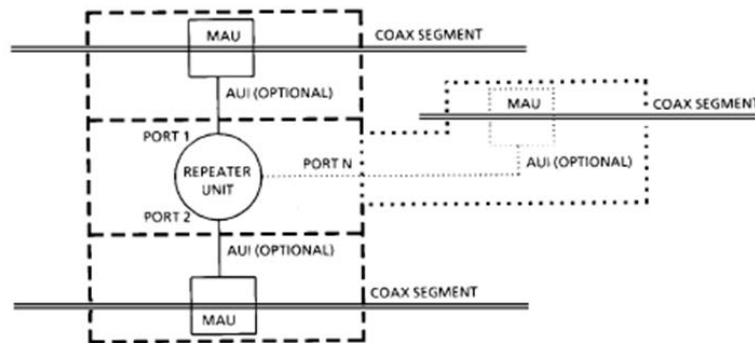 MAU
COAX SEGMENT
AUI (OPTIONAL)
MAU
COAX SEGMENT
PORT 1
REPEATER
UNIT
PORT N
AUI (OPTIONAL)
PORT 2
AUI (OPTIONAL)
COAX SEGMENT
MAU